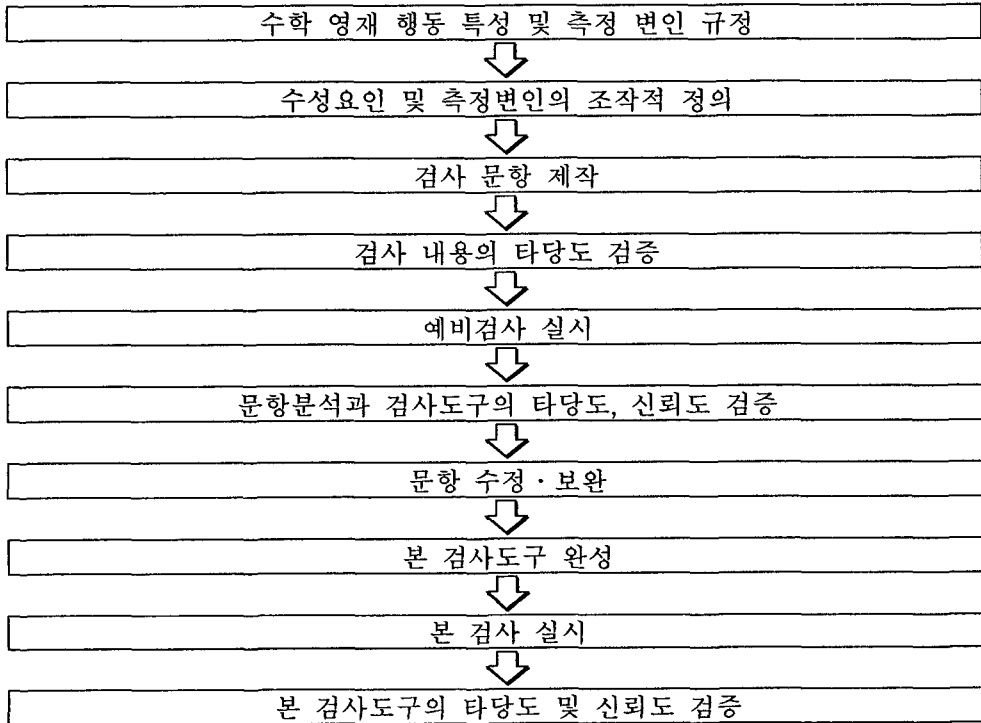 수학 영재 행동 특성 및 측정 변인 규정
수성요인 및 측정변인의 조작적 정의
검사 문항 제작
검사 내용의 타당도 검증
예비검사 실시
문항분석과 검사도구의 타당도, 신뢰도 검증
문항 수정 · 보완
본 검사도구 완성
본 검사 실시
본 검사도구의 타당도 및 신뢰도 검증